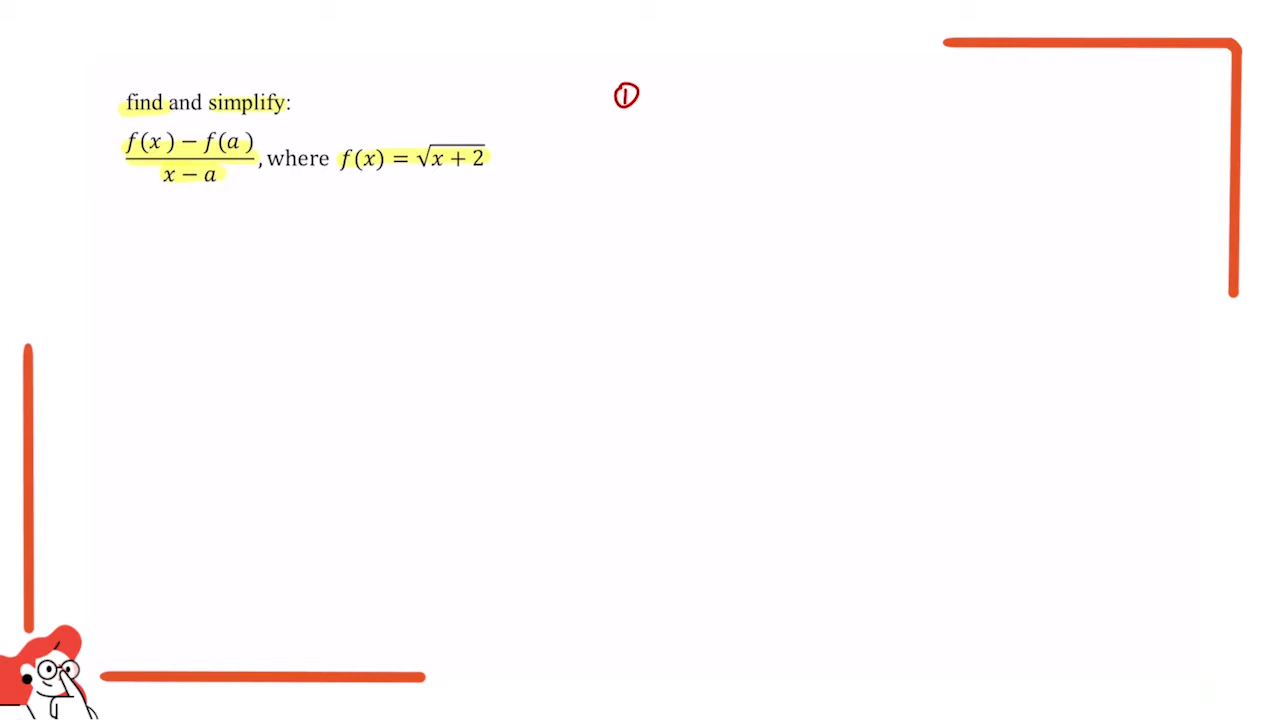 find and simplify:
f(x) − f(a)
x − a
, where f(x) = √x + 2
①